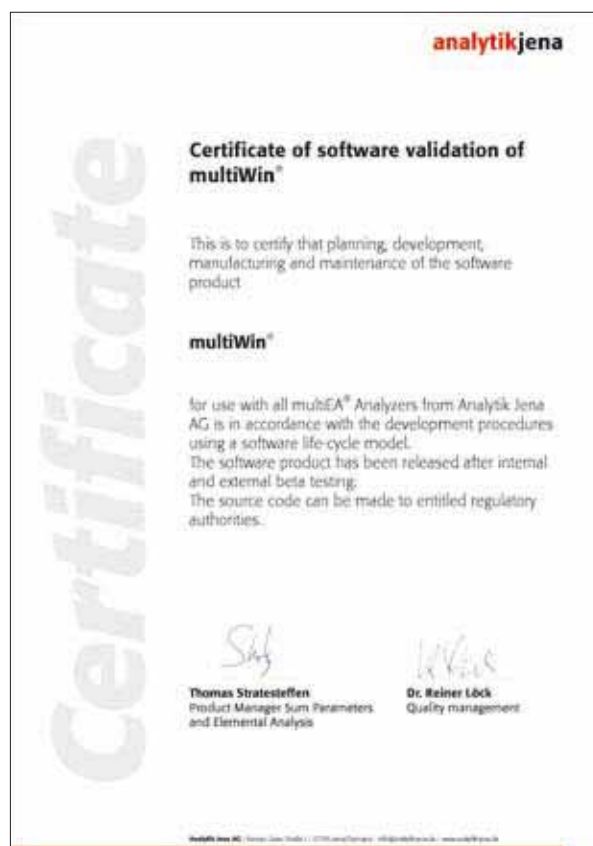 analytikjena
Certificate
Certificate of software validation of
multiWin®
This is to certify that planning, development,
manufacturing and maintenance of the software
product
multiWin®
for use with all multiEA® Analyzers from Analytik Jena
AG is in accordance with the development procedures
using a software life-cycle model.
The software product has been released after internal
and external beta testing.
The source code can be made to entitled regulatory
authorities.
Thomas Stratesteffen
Product Manager Sum Parameters
and Elemental Analysis
Dr. Reiner Löck
Quality management
Analytik Jena AG